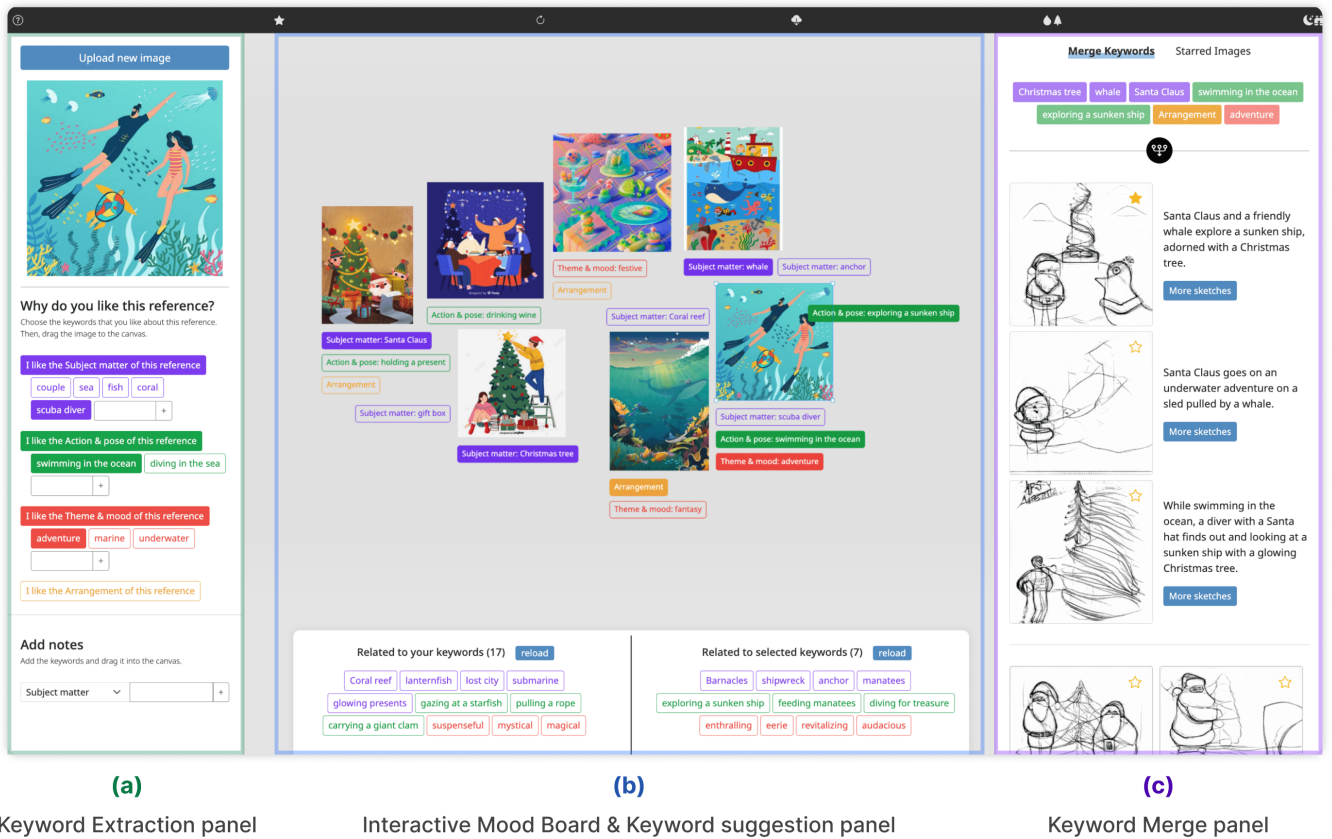 Upload new image
Why do you like this reference?
Choose the keywords that you like about this reference.
Then, drag the image to the canvas.
I like the Subject matter of this reference
couple sea fish coral
scuba diver +
I like the Action & pose of this reference
swimming in the ocean diving in the sea
+
I like the Theme & mood of this reference
adventure marine underwater
+
I like the Arrangement of this reference
Add notes
Add the keywords and drag it into the canvas.
Subject matter +
Theme & mood: festive
Arrangement
Subject matter: whale Subject matter: anchor
Action & pose: drinking wine
Subject matter: Coral reef
Action & pose: exploring a sunken ship
Subject matter: Santa Claus
Action & pose: holding a present
Arrangement
Subject matter: gift box
Subject matter: Christmas tree
Subject matter: scuba diver
Action & pose: swimming in the ocean
Theme & mood: adventure
Arrangement
Theme & mood: fantasy
Related to your keywords (17) reload
Coral reef lanternfish lost city submarine
glowing presents gazing at a starfish pulling a rope
carrying a giant clam suspenseful mystical magical
Related to selected keywords (7) reload
Barnacles shipwreck anchor manatees
exploring a sunken ship feeding manatees diving for treasure
enthralling eerie revitalizing audacious
Merge Keywords Starred Images
Christmas tree whale Santa Claus swimming in the ocean
exploring a sunken ship Arrangement adventure
Santa Claus and a friendly
whale explore a sunken ship,
adorned with a Christmas
tree.
More sketches
Santa Claus goes on an
underwater adventure on a
sled pulled by a whale.
More sketches
While swimming in the
ocean, a diver with a Santa
hat finds out and looking at a
sunken ship with a glowing
Christmas tree.
More sketches
(a)
Keyword Extraction panel
(b)
Interactive Mood Board & Keyword suggestion panel
(c)
Keyword Merge panel